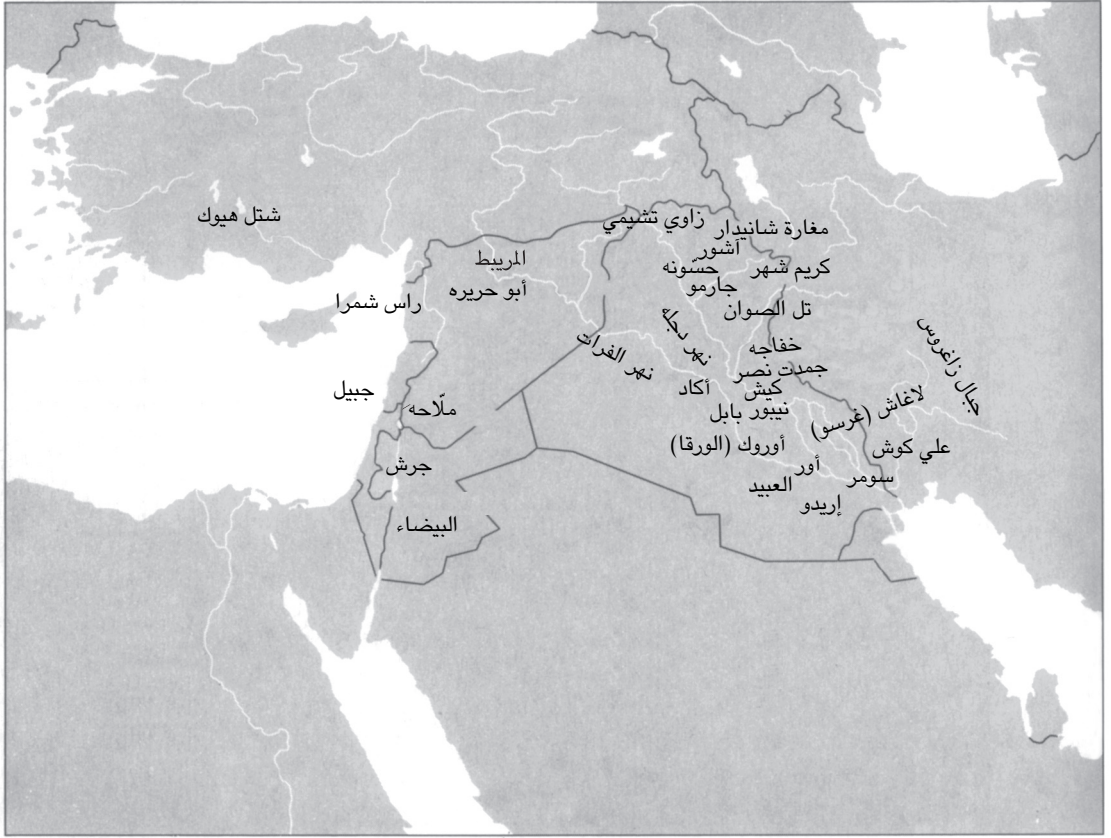 شتل هيوك
زاوي تشيمي
مغارة شانيدار
آشور
المريبط
حسّونه
كريم شهر
أبو حريره
جارمو
راس شمرا
تل الصوان
نهر دجله
نهر الفرات
خفاجه
جبال زاغروس
جمدت نصر
جبيل
أكاد
كيش
ملّاحه
نيبور
بابل
لاغاش (غرسو)
أوروك (الورقا)
علي كوش
جرش
أور
سومر
العبيد
إريدو
البيضاء